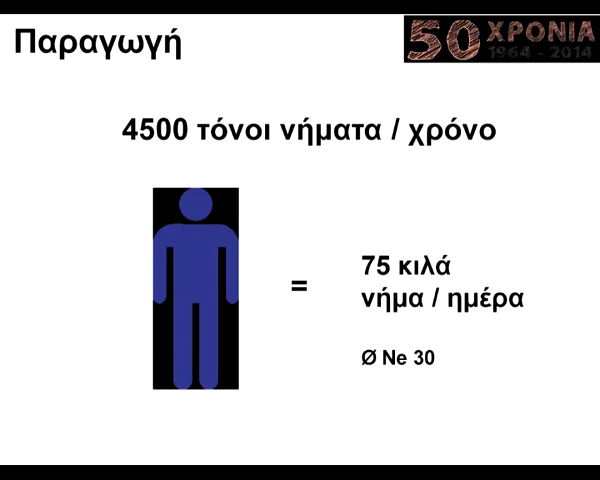 Παραγωγή
50 ΧΡΟΝΙΑ
1964 - 2014
4500 τόνοι νήματα / χρόνο
=
75 κιλά
νήμα / ημέρα
Ø Ne 30